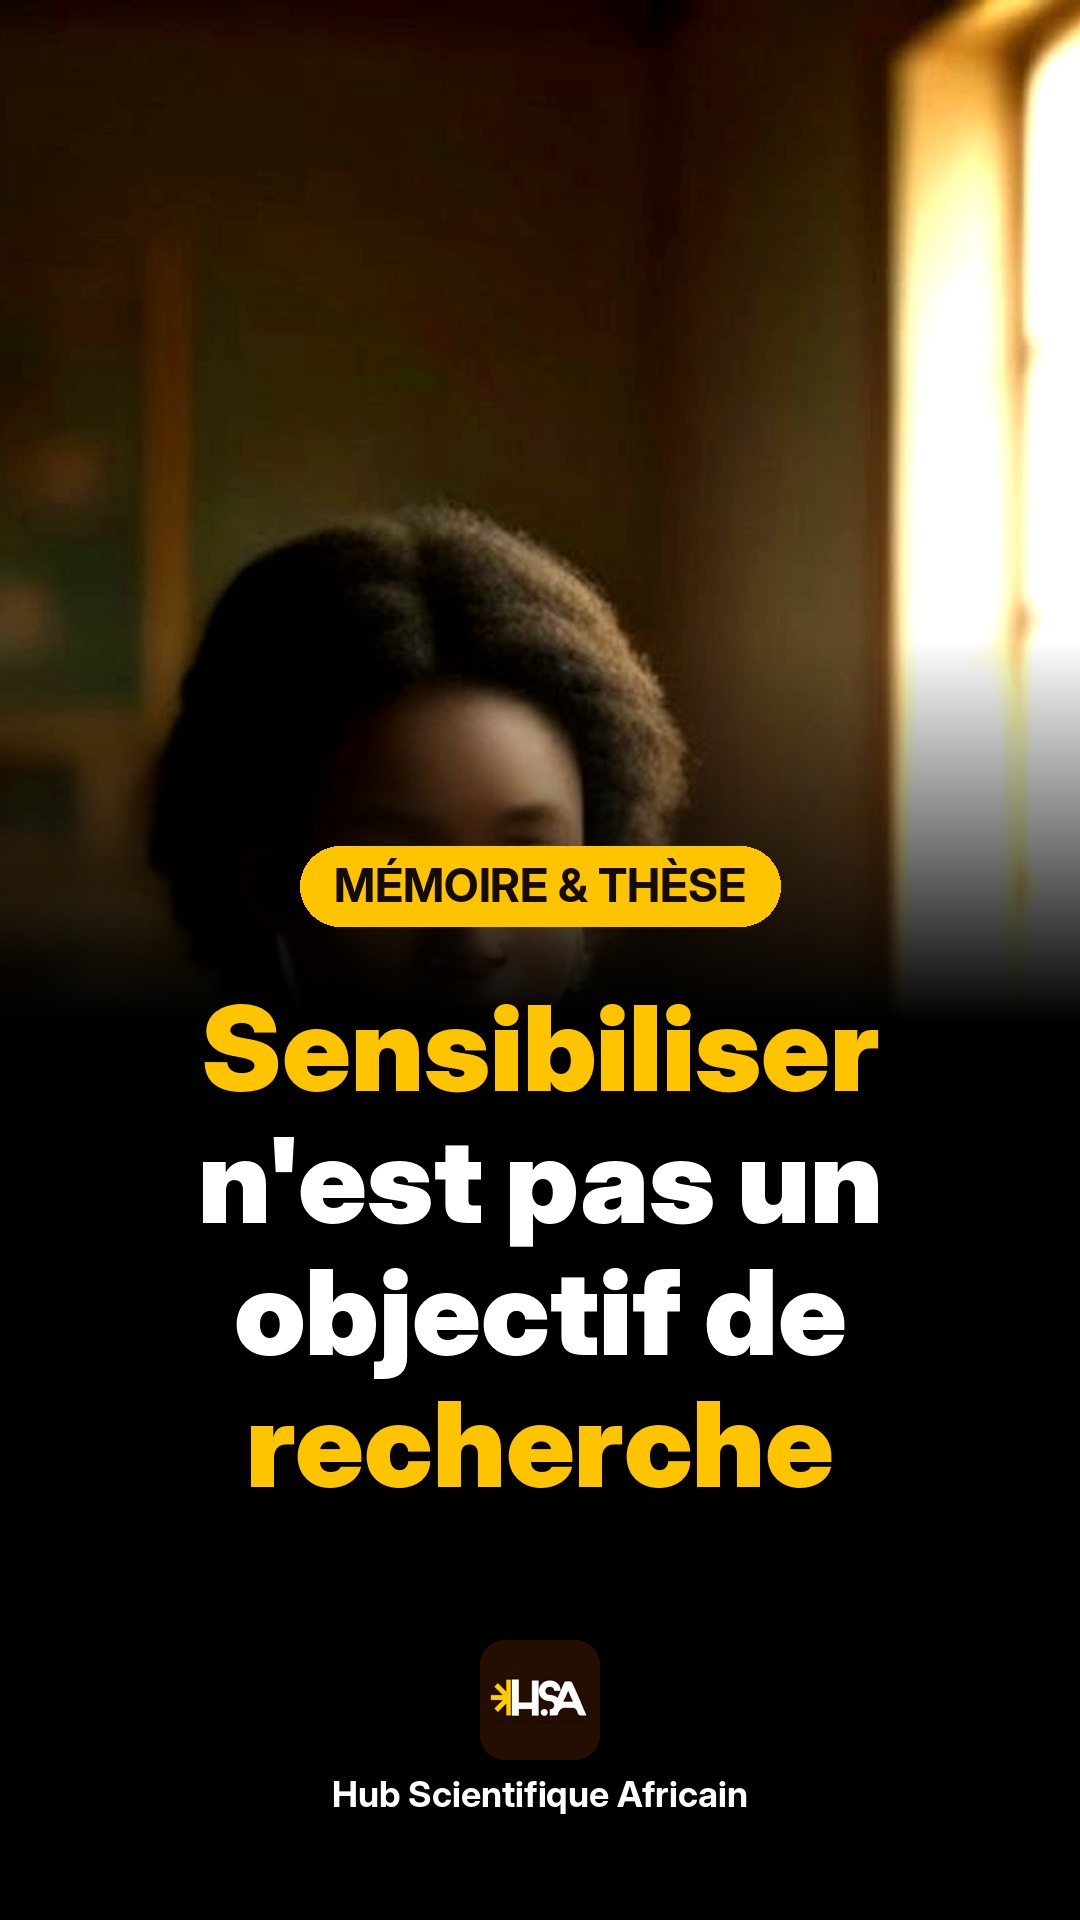 MÉMOIRE & THÈSE
Sensibiliser
n'est pas un
objectif de
recherche
HSA
Hub Scientifique Africain